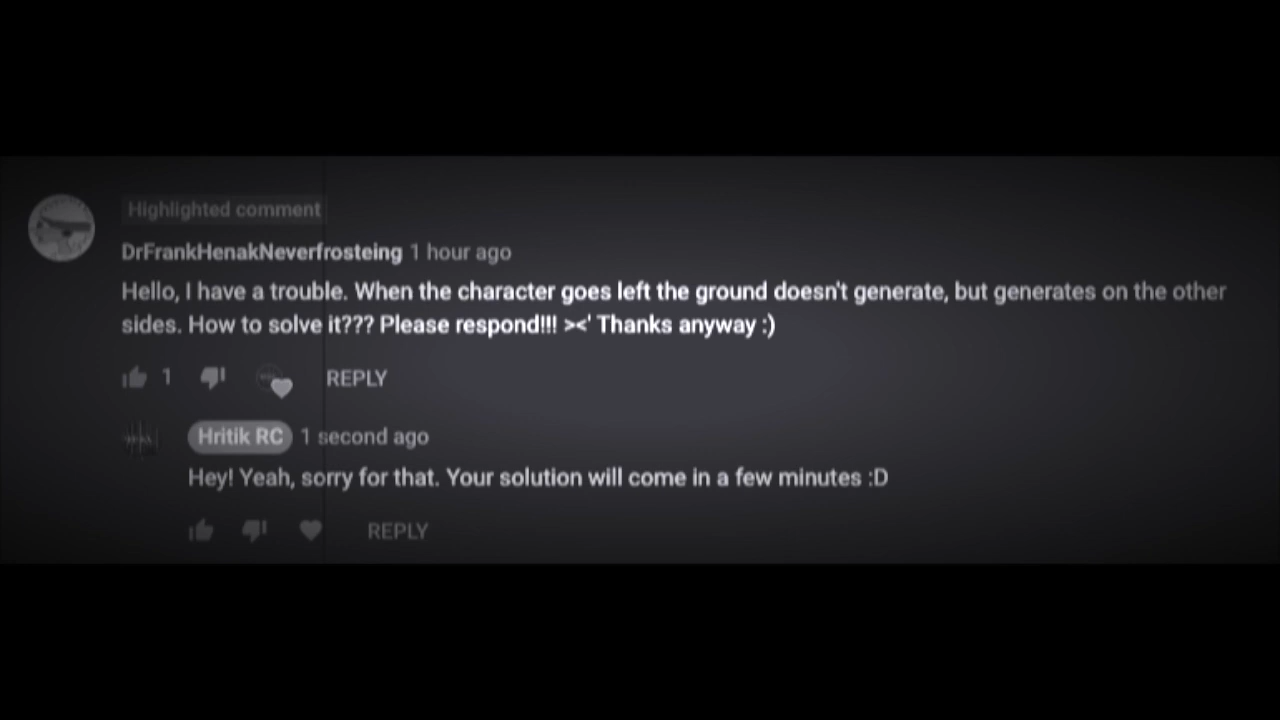 Highlighted comment
DrFrankHenakNeverfrosteing 1 hour ago
Hello, I have a trouble. When the character goes left the ground doesn't generate, but generates on the other
sides. How to solve it??? Please respond!!! ><' Thanks anyway :)
1 REPLY
Hritik RC 1 second ago
Hey! Yeah, sorry for that. Your solution will come in a few minutes :D
REPLY